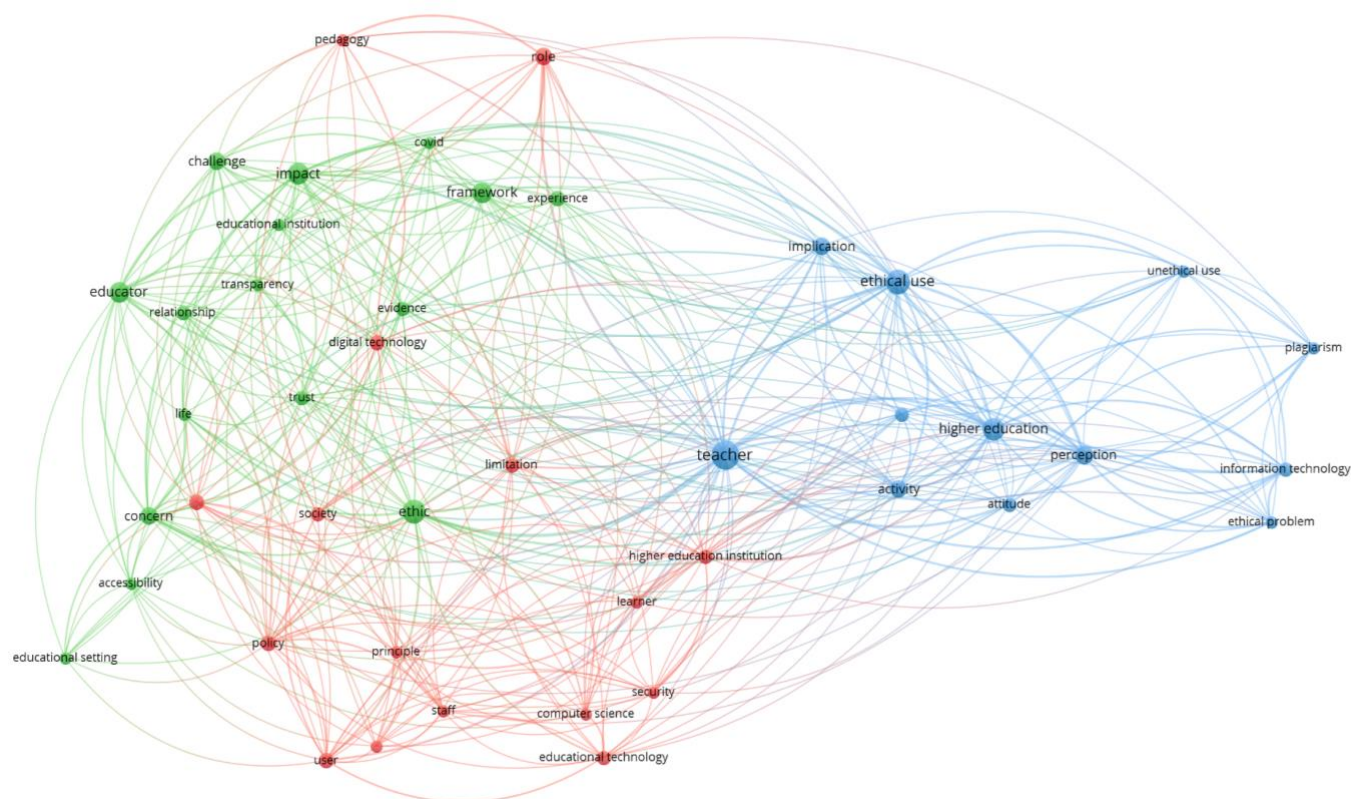 pedagogy
role
covid
challenge
impact
framework
experience
educational institution
implication
unethical use
ethical use
transparency
educator
relationship
evidence
digital technology
plagiarism
trust
life
higher education
teacher
perception
limitation
information technology
activity
attitude
ethic
society
concern
ethical problem
higher education institution
accessibility
learner
policy
principle
educational setting
security
staff
computer science
educational technology
user